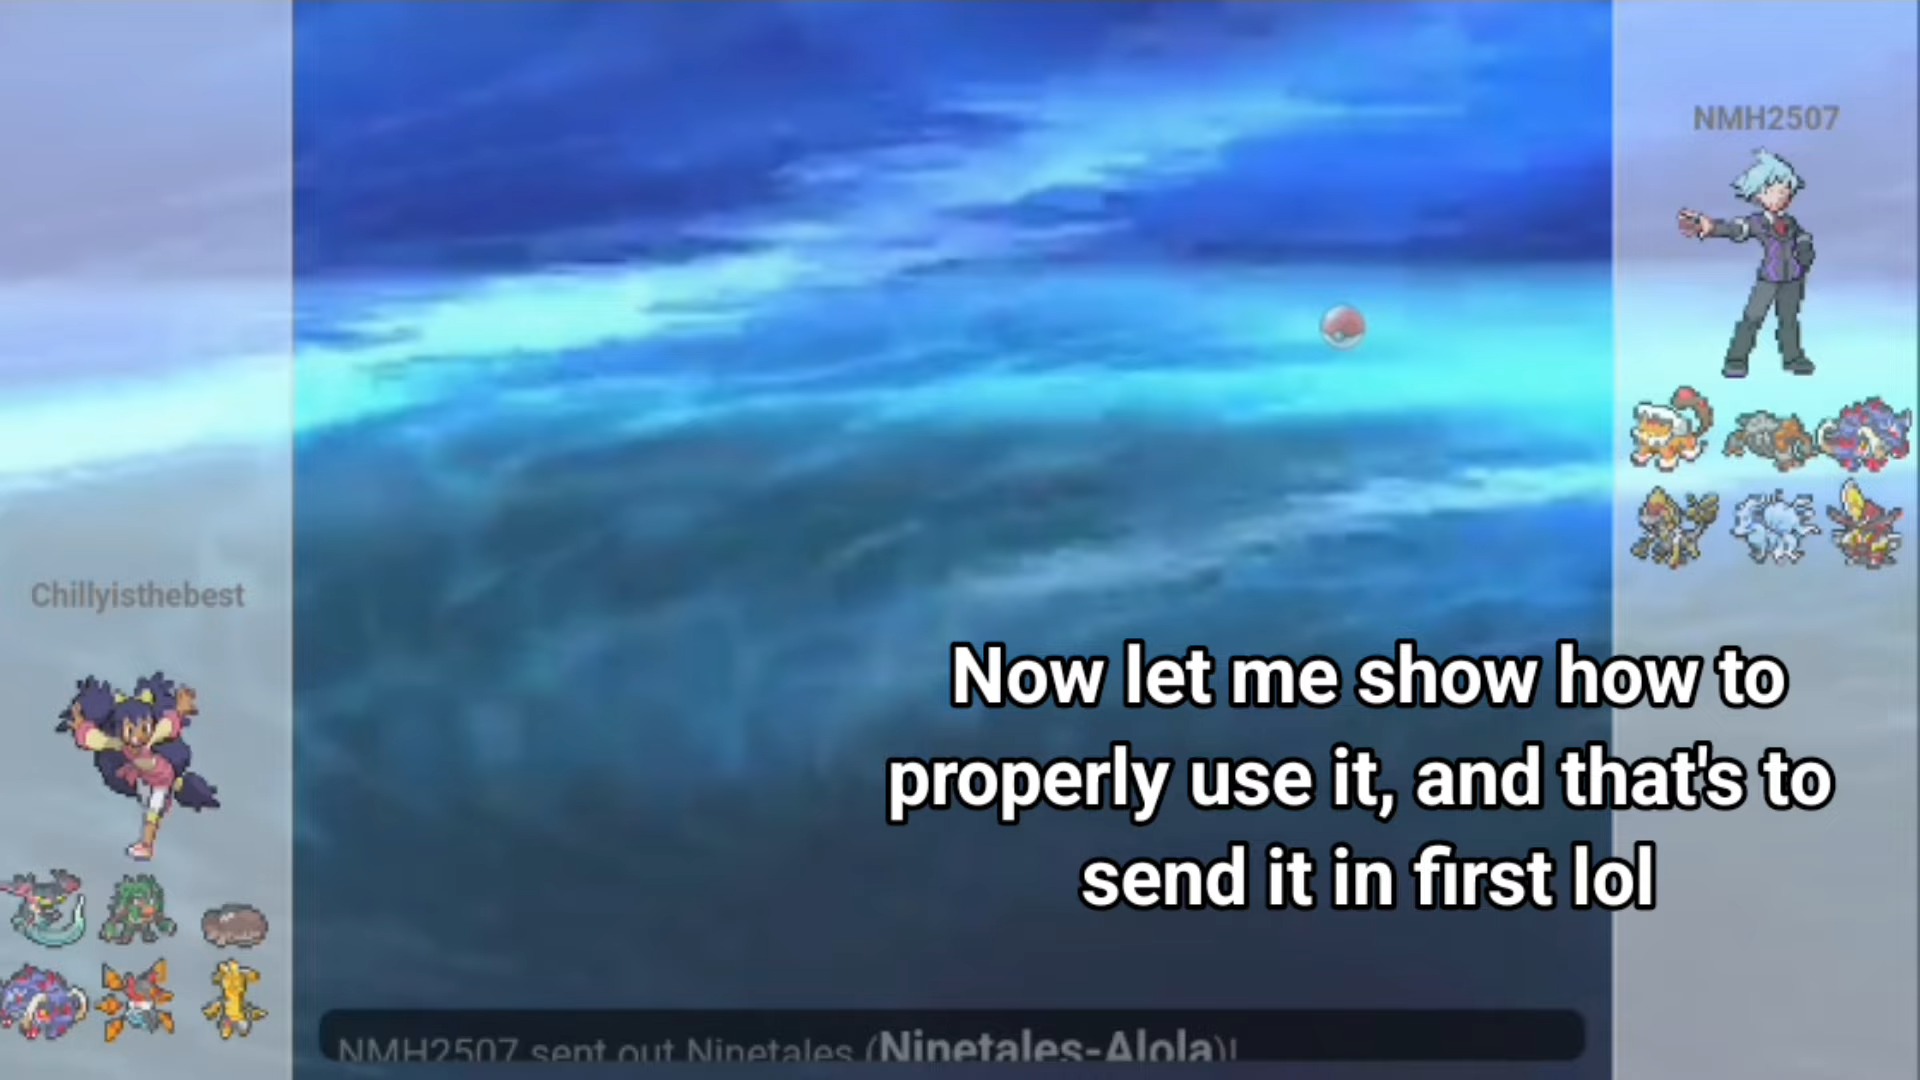 NMH2507
Chillyisthebest
Now let me show how to
properly use it, and that's to
send it in first lol
NMH2507 sent out Ninetales (Ninetales-Alola)!